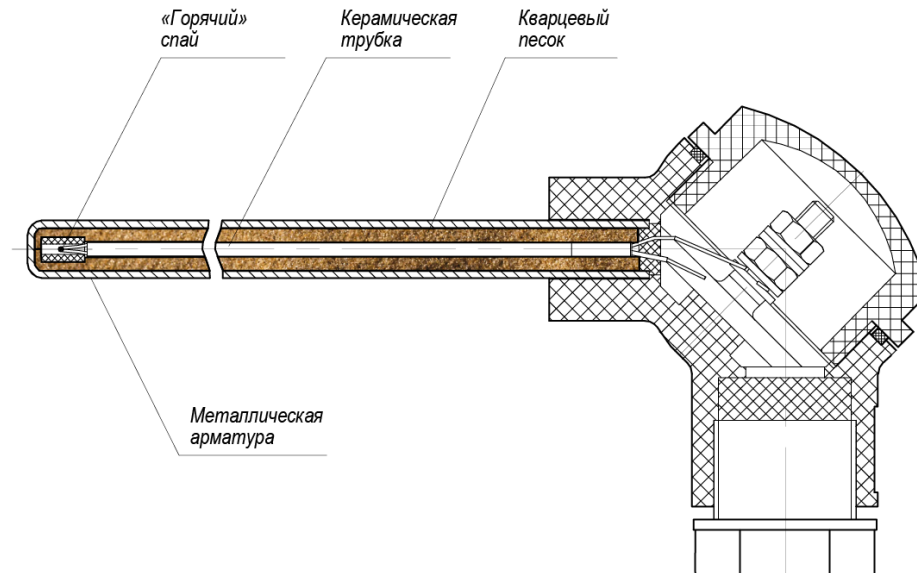 «Горячий»
спай
Керамическая
трубка
Кварцевый
песок
Металлическая
арматура